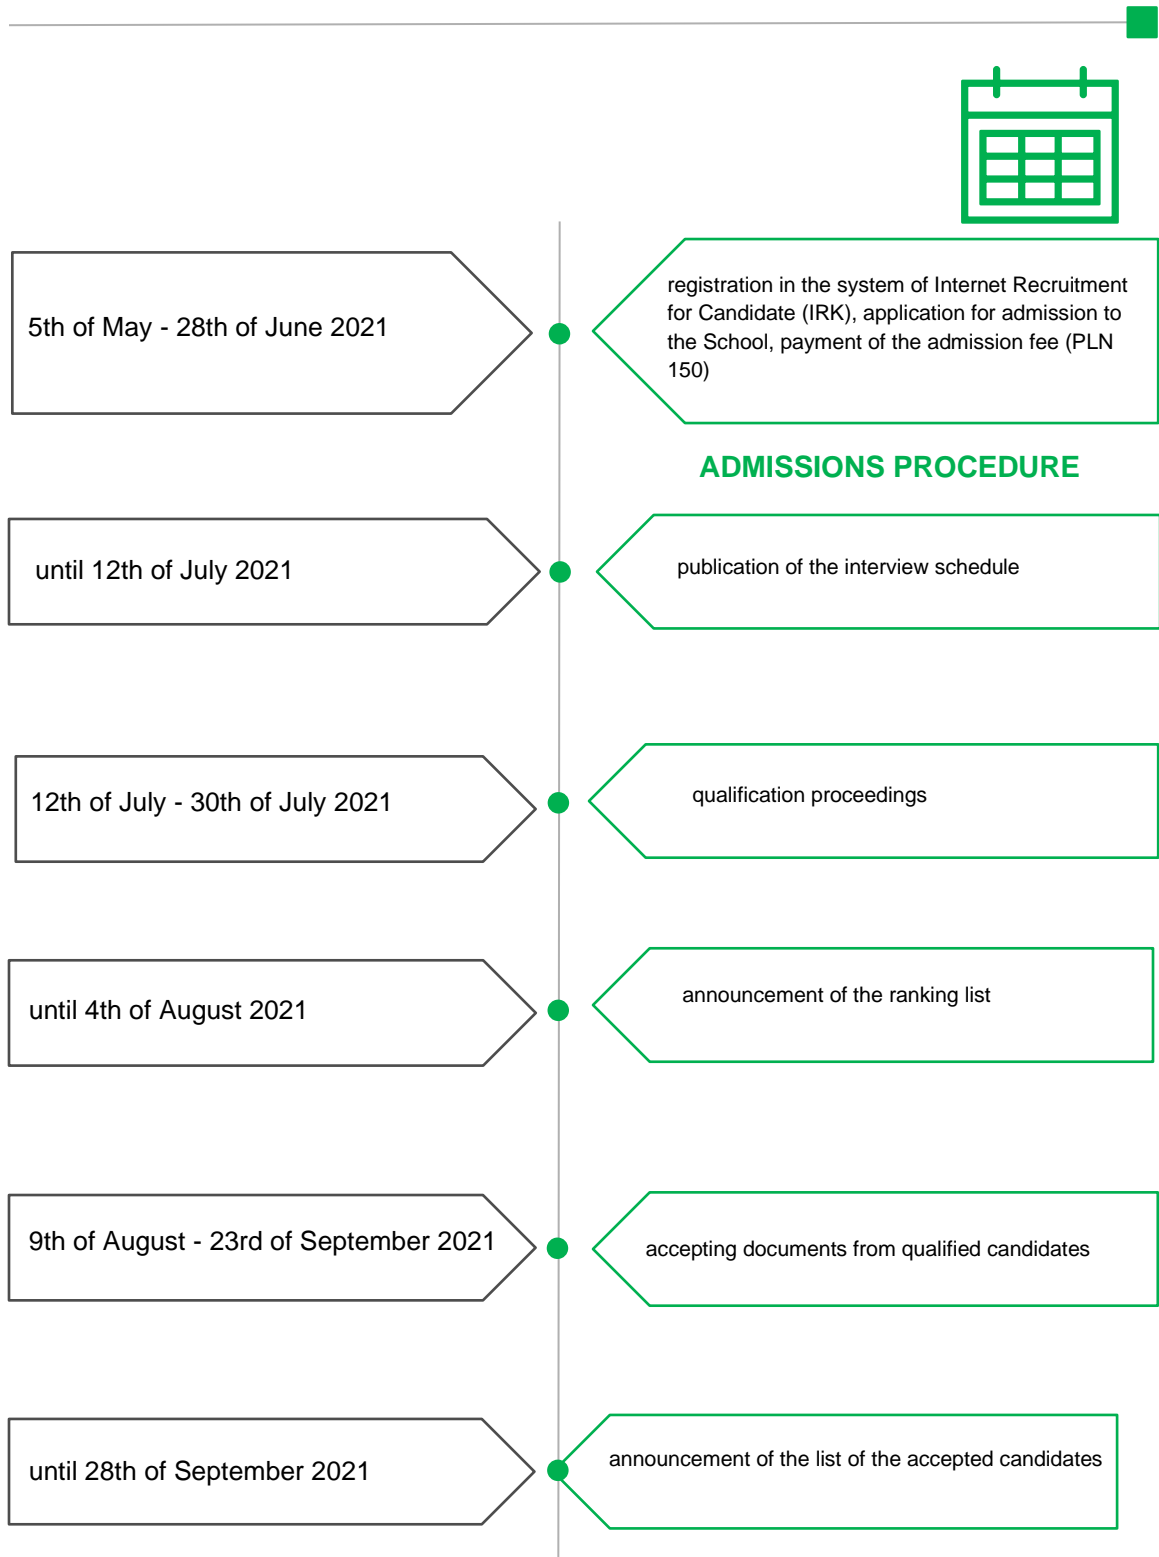 5th of May - 28th of June 2021
registration in the system of Internet Recruitment
for Candidate (IRK), application for admission to
the School, payment of the admission fee (PLN
150)
ADMISSIONS PROCEDURE
until 12th of July 2021
publication of the interview schedule
12th of July - 30th of July 2021
qualification proceedings
until 4th of August 2021
announcement of the ranking list
9th of August - 23rd of September 2021
accepting documents from qualified candidates
until 28th of September 2021
announcement of the list of the accepted candidates